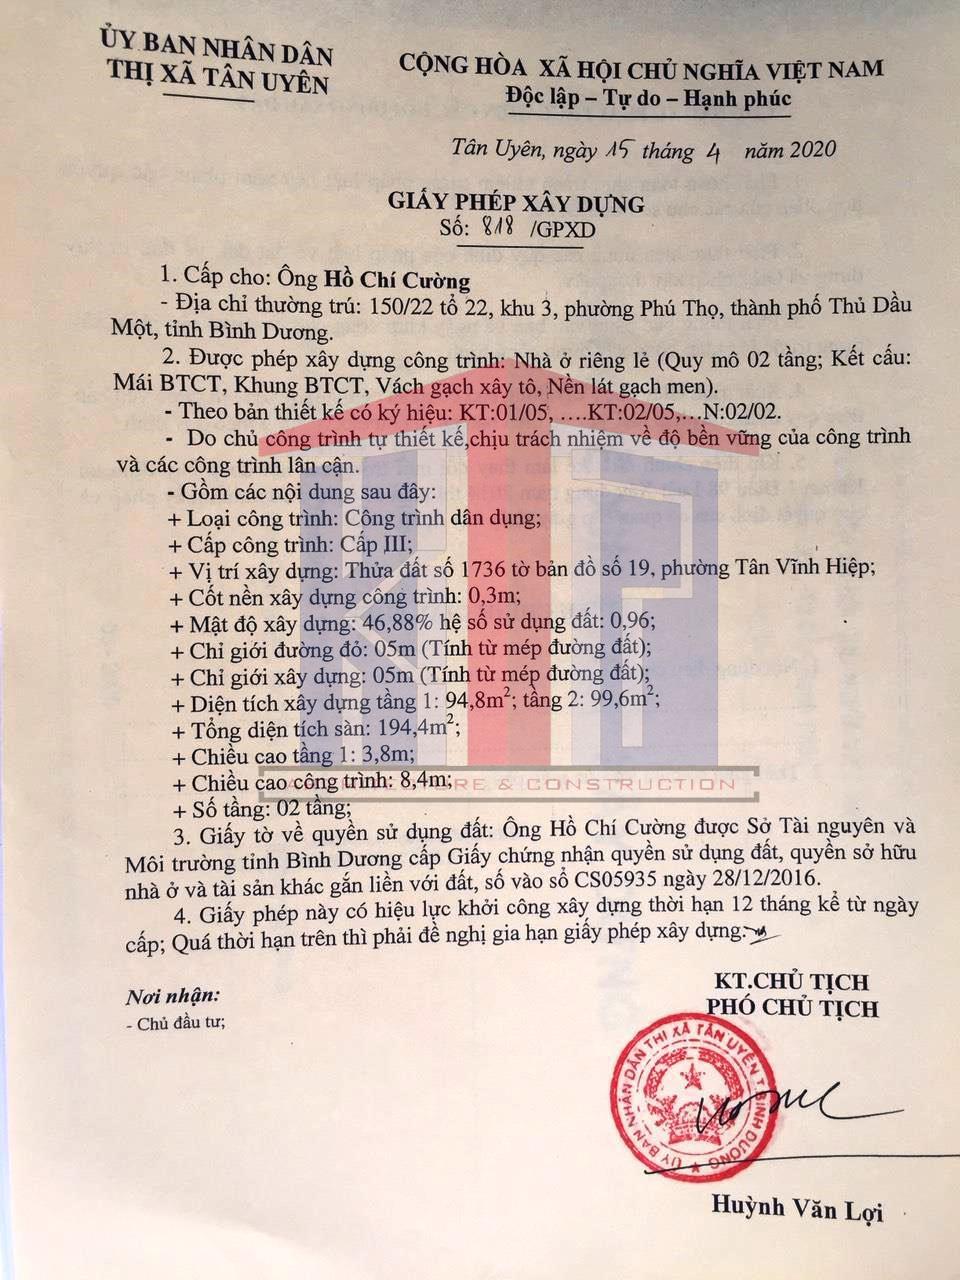 ỦY BAN NHÂN DÂN
THỊ XÃ TÂN UYÊN
CỘNG HÒA XÃ HỘI CHỦ NGHĨA VIỆT NAM
Độc lập – Tự do – Hạnh phúc
Tân Uyên, ngày 15 tháng 4 năm 2020
GIẤY PHÉP XÂY DỰNG
Số: 818 /GPXD
1. Cấp cho: Ông Hồ Chí Cường
- Địa chỉ thường trú: 150/22 tổ 22, khu 3, phường Phú Thọ, thành phố Thủ Dầu
Một, tỉnh Bình Dương.
2. Được phép xây dựng công trình: Nhà ở riêng lẻ (Quy mô 02 tầng; Kết cấu:
Mái BTCT, Khung BTCT, Vách gạch xây tô, Nền lát gạch men).
- Theo bản thiết kế có ký hiệu: KT:01/05, ….KT:02/05,…N:02/02.
- Do chủ công trình tự thiết kế,chịu trách nhiệm về độ bền vững của công trình
và các công trình lân cận.
- Gồm các nội dung sau đây:
+ Loại công trình: Công trình dân dụng;
+ Cấp công trình: Cấp III;
+ Vị trí xây dựng: Thửa đất số 1736 tờ bản đồ số 19, phường Tân Vĩnh Hiệp;
+ Cốt nền xây dựng công trình: 0,3m;
+ Mật độ xây dựng: 46,88% hệ số sử dụng đất: 0,96;
+ Chỉ giới đường đỏ: 05m (Tính từ mép đường đất);
+ Chỉ giới xây dựng: 05m (Tính từ mép đường đất);
+ Diện tích xây dựng tầng 1: 94,8m²; tầng 2: 99,6m²;
+ Tổng diện tích sàn: 194,4m²;
+ Chiều cao tầng 1: 3,8m;
+ Chiều cao công trình: 8,4m;
ARCHITECTURE & CONSTRUCTION
+ Số tầng: 02 tầng;
3. Giấy tờ về quyền sử dụng đất: Ông Hồ Chí Cường được Sở Tài nguyên và
Môi trường tỉnh Bình Dương cấp Giấy chứng nhận quyền sử dụng đất, quyền sở hữu
nhà ở và tài sản khác gắn liền với đất, số vào sổ CS05935 ngày 28/12/2016.
4. Giấy phép này có hiệu lực khởi công xây dựng thời hạn 12 tháng kể từ ngày
cấp; Quá thời hạn trên thì phải đề nghị gia hạn giấy phép xây dựng.
Nơi nhận:
- Chủ đầu tư;
KT.CHỦ TỊCH
PHÓ CHỦ TỊCH
ỦY BAN NHÂN DÂN THỊ XÃ TÂN UYÊN T.BÌNH DƯƠNG
Huỳnh Văn Lợi